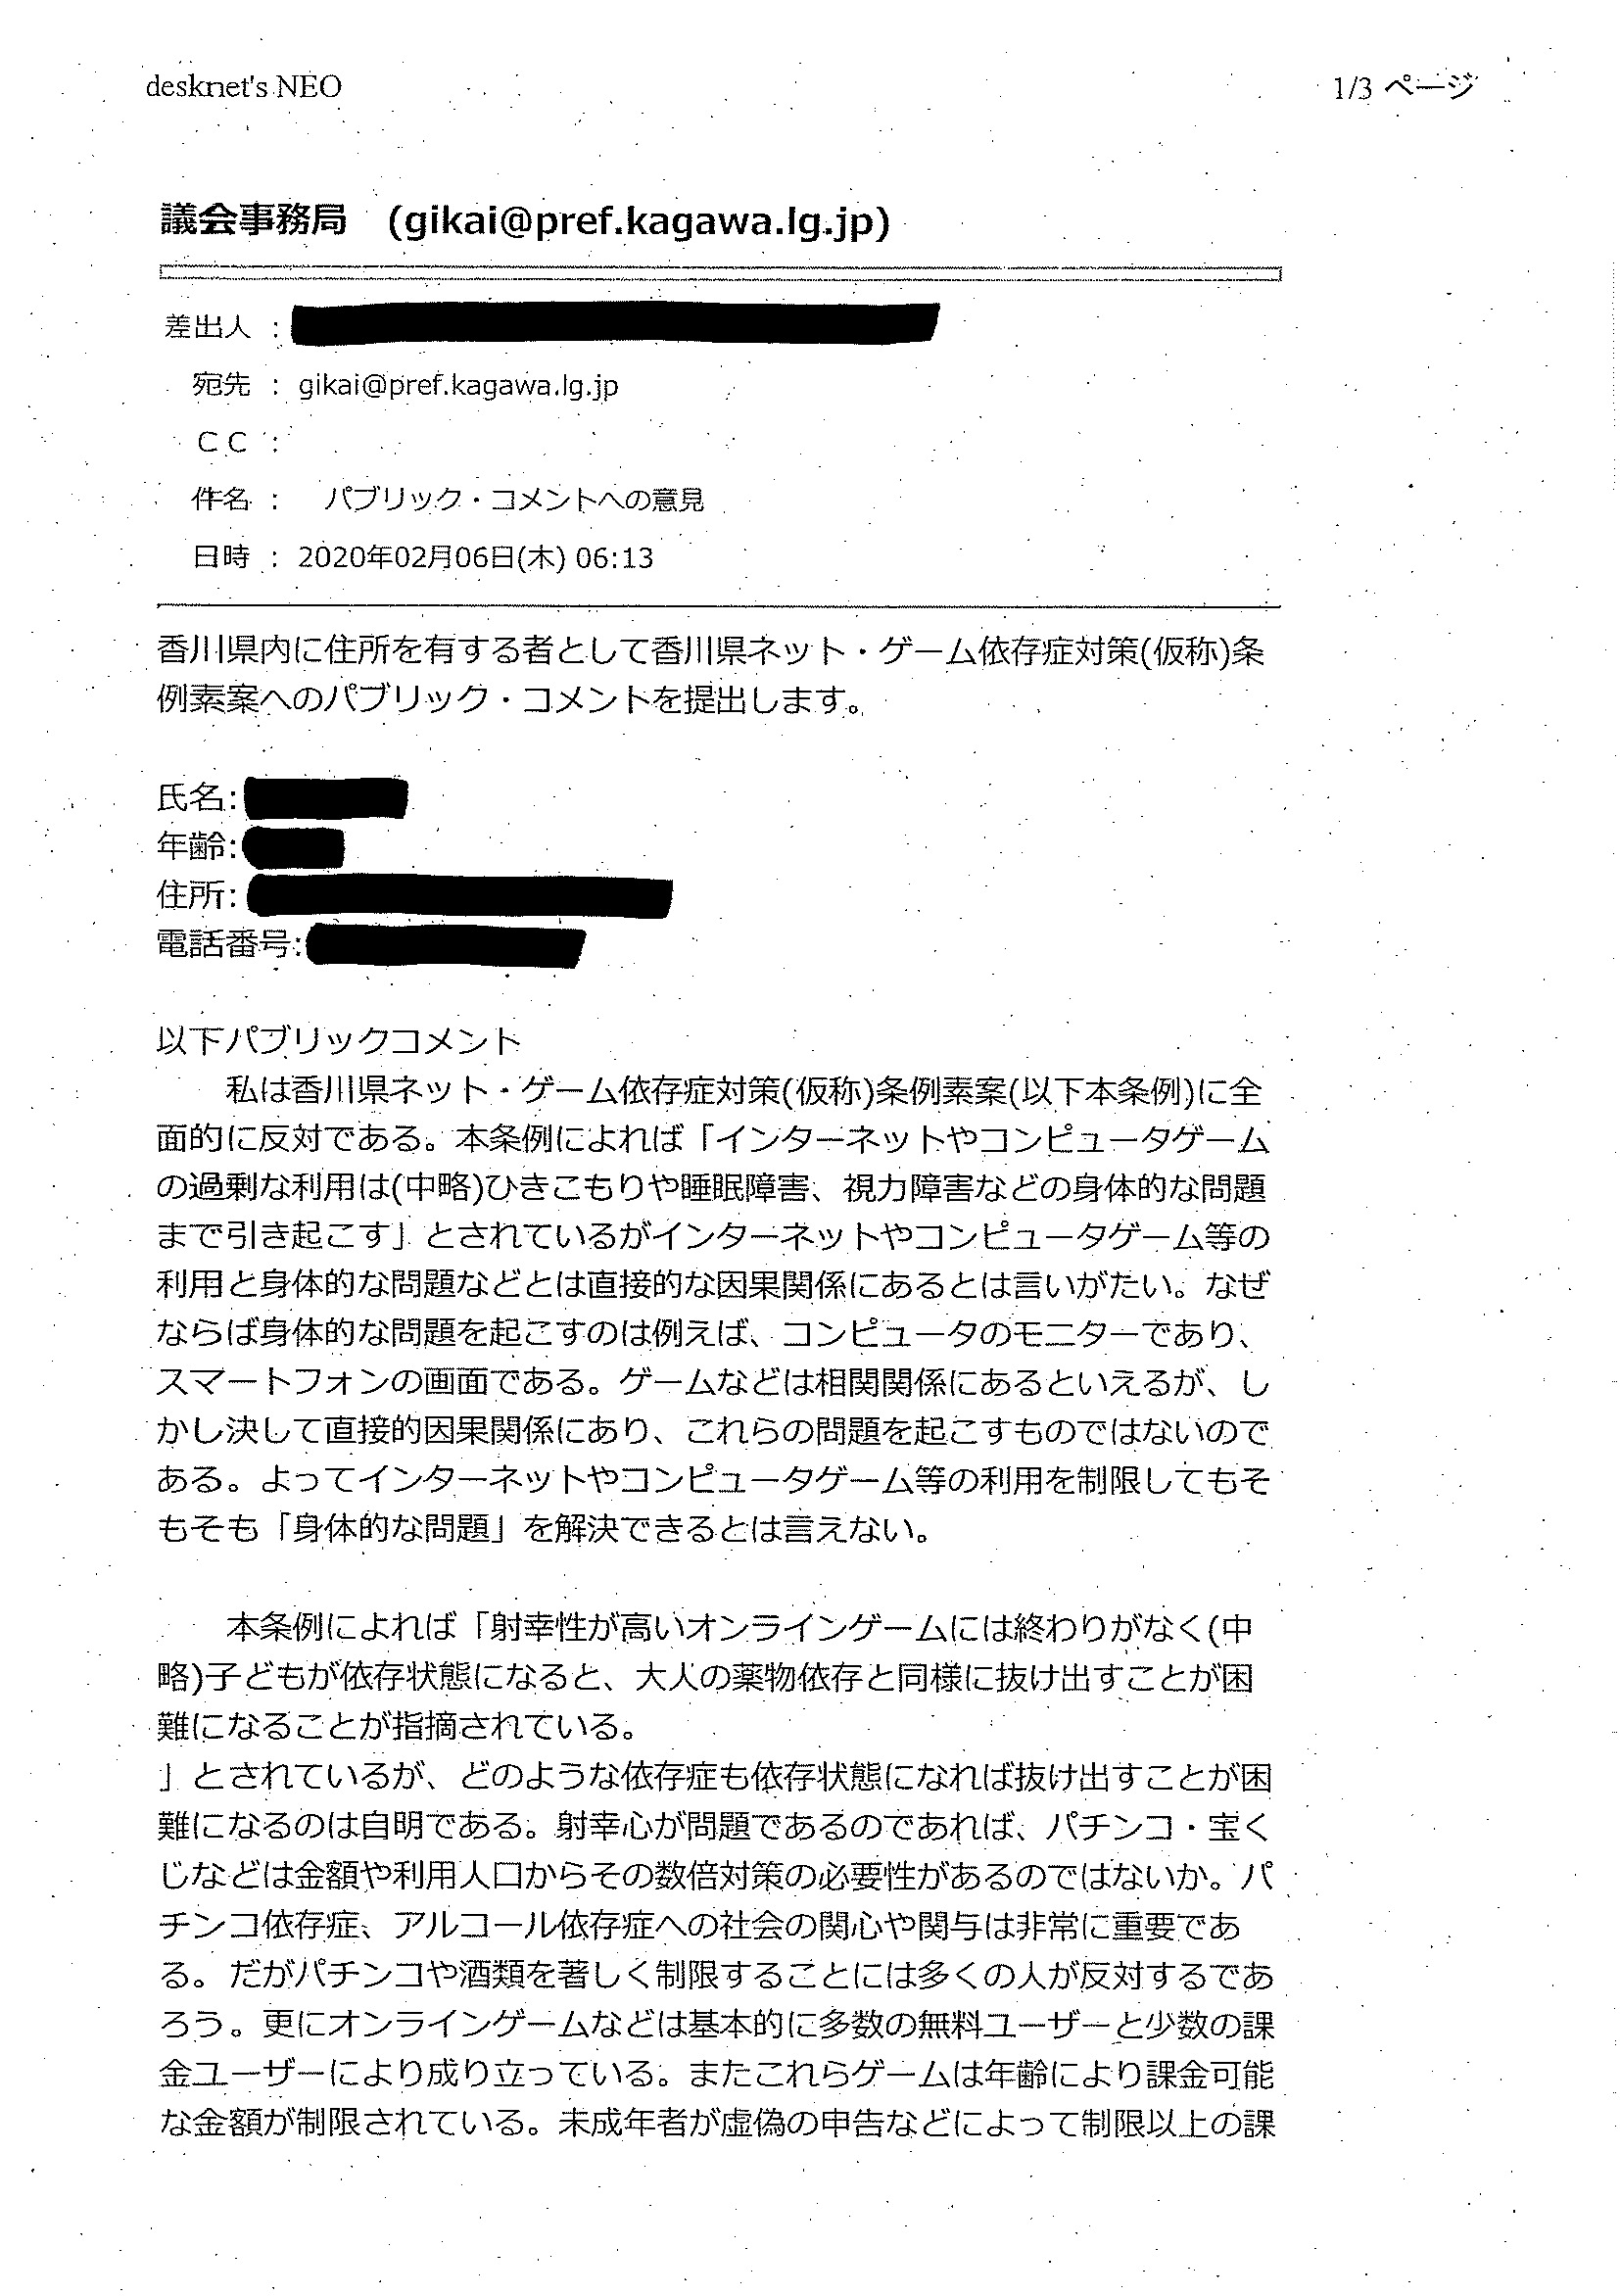 desknet's NEO
1/3 ページ
議会事務局 (gikai@pref.kagawa.lg.jp)
差出人 :
宛先 : gikai@pref.kagawa.lg.jp
CC :
件名 : パブリック・コメントへの意見
日時 : 2020年02月06日(木) 06:13
香川県内に住所を有する者として香川県ネット・ゲーム依存症対策(仮称)条
例素案へのパブリック・コメントを提出します。
氏名:
年齢:
住所:
電話番号:
以下パブリックコメント
私は香川県ネット・ゲーム依存症対策(仮称)条例素案(以下本条例)に全
面的に反対である。本条例によれば「インターネットやコンピュータゲーム
の過剰な利用は(中略)ひきこもりや睡眠障害、視力障害などの身体的な問題
まで引き起こす」とされているがインターネットやコンピュータゲーム等の
利用と身体的な問題などとは直接的な因果関係にあるとは言いがたい。なぜ
ならば身体的な問題を起こすのは例えば、コンピュータのモニターであり、
スマートフォンの画面である。ゲームなどは相関関係にあるといえるが、し
かし決して直接的因果関係にあり、これらの問題を起こすものではないので
ある。よってインターネットやコンピュータゲーム等の利用を制限してもそ
もそも「身体的な問題」を解決できるとは言えない。
本条例によれば「射幸性が高いオンラインゲームには終わりがなく(中
略)子どもが依存状態になると、大人の薬物依存と同様に抜け出すことが困
難になることが指摘されている。
」とされているが、どのような依存症も依存状態になれば抜け出すことが困
難になるのは自明である。射幸心が問題であるのであれば、パチンコ・宝く
じなどは金額や利用人口からその数倍対策の必要性があるのではないか。パ
チンコ依存症、アルコール依存症への社会の関心や関与は非常に重要であ
る。だがパチンコや酒類を著しく制限することには多くの人が反対するであ
ろう。更にオンラインゲームなどは基本的に多数の無料ユーザーと少数の課
金ユーザーにより成り立っている。またこれらゲームは年齢により課金可能
な金額が制限されている。未成年者が虚偽の申告などによって制限以上の課